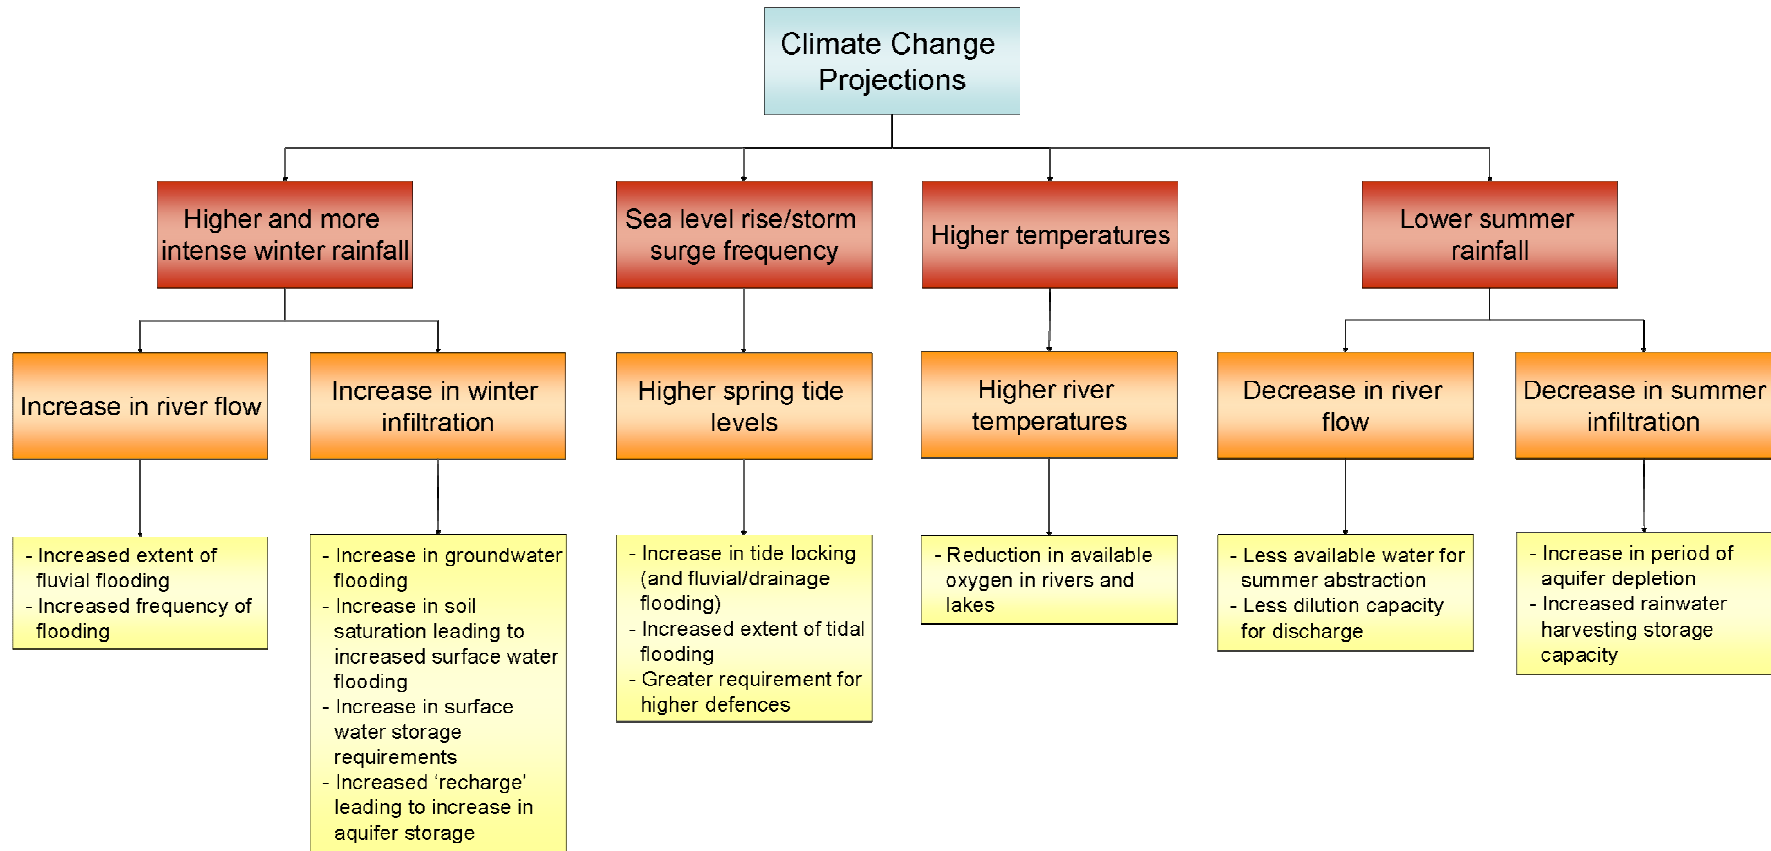 Climate Change
Projections
Higher and more
intense winter rainfall
Sea level rise/storm
surge frequency
Higher temperatures
Lower summer
rainfall
Increase in river flow
Increase in winter
infiltration
Higher spring tide
levels
Higher river
temperatures
Decrease in river
flow
Decrease in summer
infiltration
- Increased extent of
fluvial flooding
- Increased frequency of
flooding
- Increase in groundwater
flooding
- Increase in soil
saturation leading to
increased surface water
flooding
- Increase in surface
water storage
requirements
- Increased ‘recharge’
leading to increase in
aquifer storage
- Increase in tide locking
(and fluvial/drainage
flooding)
- Increased extent of tidal
flooding
- Greater requirement for
higher defences
- Reduction in available
oxygen in rivers and
lakes
- Less available water for
summer abstraction
- Less dilution capacity
for discharge
- Increase in period of
aquifer depletion
- Increased rainwater
harvesting storage
capacity